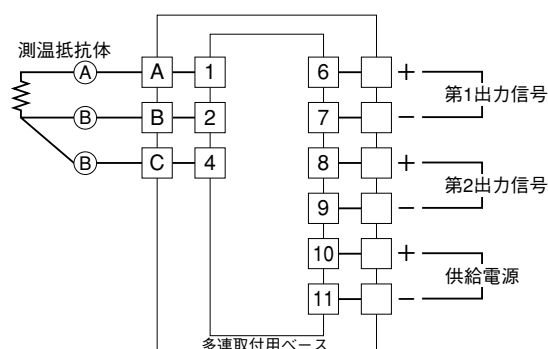 測温抵抗体
A A 1 6 +
第1出力信号
B B 2 7 −
B C 4 8 +
第2出力信号
9 −
10 +
供給電源
11 −
多連取付用ベース